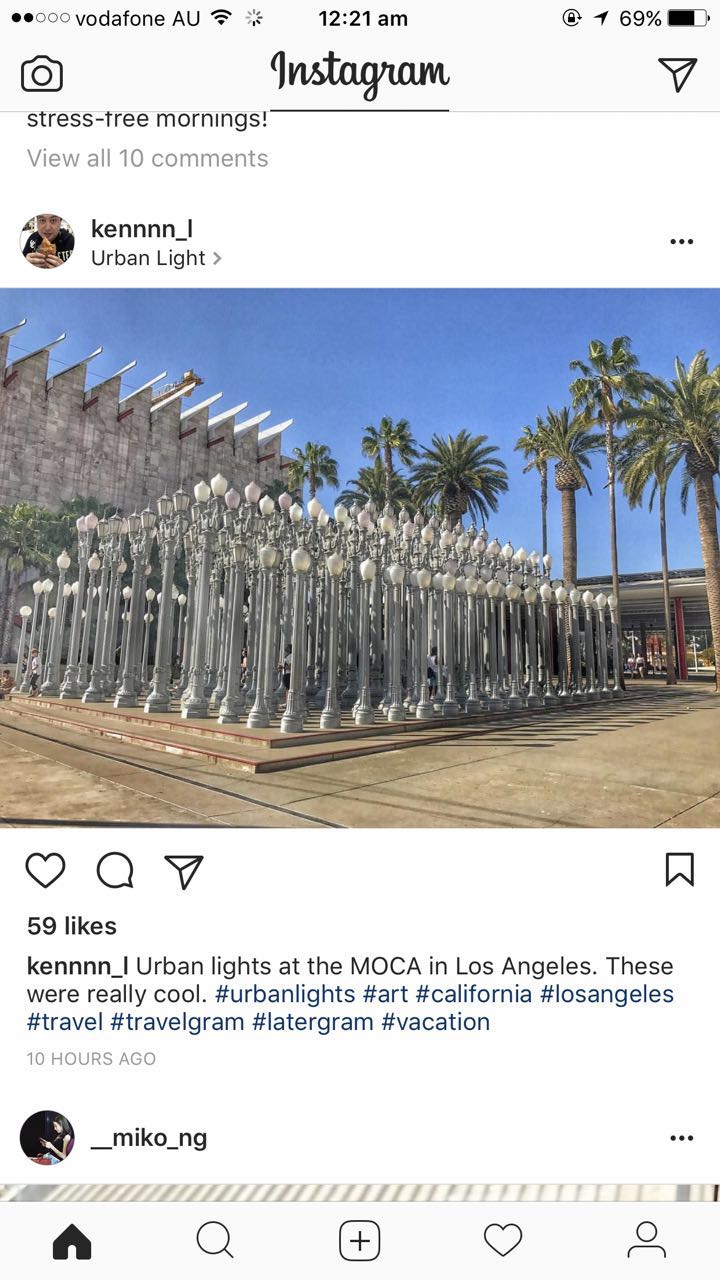 vodafone AU 12:21 am 69%
Instagram
stress-free mornings!
View all 10 comments
kennnn_l
Urban Light >
59 likes
kennnn_l Urban lights at the MOCA in Los Angeles. These
were really cool. #urbanlights #art #california #losangeles
#travel #travelgram #latergram #vacation
10 HOURS AGO
__miko_ng